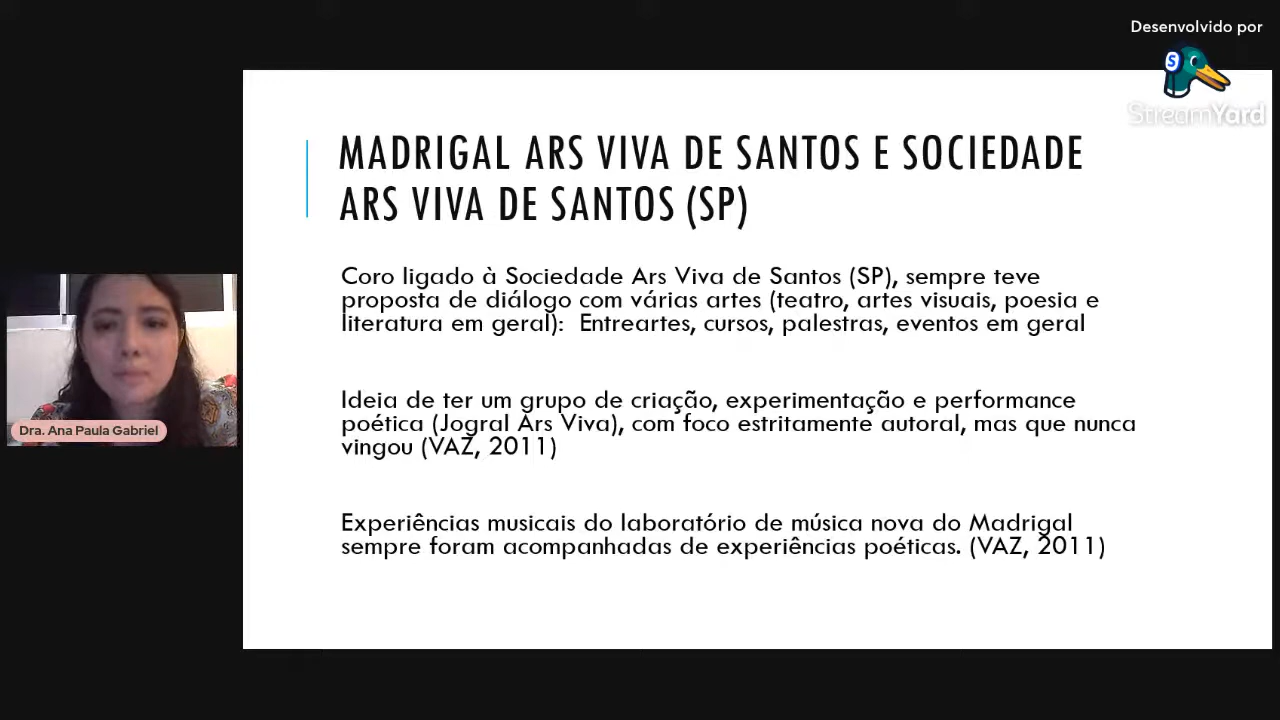 Desenvolvido por
S
StreamYard
MADRIGAL ARS VIVA DE SANTOS E SOCIEDADE
ARS VIVA DE SANTOS (SP)
Coro ligado à Sociedade Ars Viva de Santos (SP), sempre teve
proposta de diálogo com várias artes (teatro, artes visuais, poesia e
literatura em geral): Entreartes, cursos, palestras, eventos em geral
Ideia de ter um grupo de criação, experimentação e performance
poética (Jogral Ars Viva), com foco estritamente autoral, mas que nunca
vingou (VAZ, 2011)
Experiências musicais do laboratório de música nova do Madrigal
sempre foram acompanhadas de experiências poéticas. (VAZ, 2011)
Dra. Ana Paula Gabriel